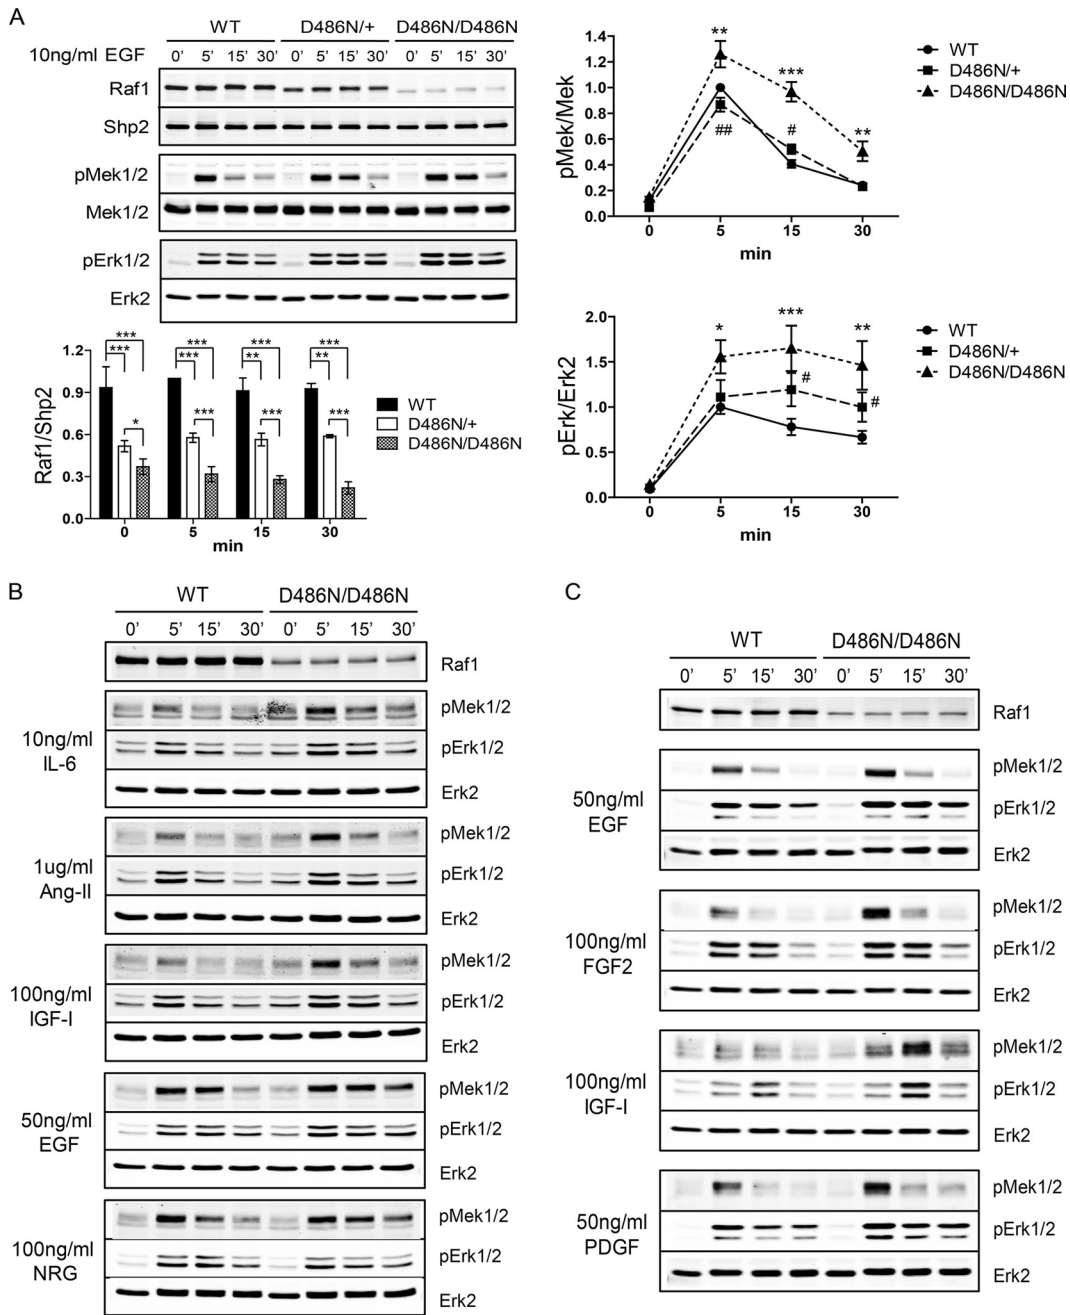 A
WT D486N/+ D486N/D486N
10ng/ml EGF 0' 5' 15' 30' 0' 5' 15' 30' 0' 5' 15' 30'
Raf1
Shp2
pMek1/2
Mek1/2
pErk1/2
Erk2
Raf1/Shp2
1.2
0.9
0.6
0.3
0.0
*** *** *** ***
*** *** ** **
* *** *** ***
0 5 15 30
min
WT
D486N/+
D486N/D486N
pMek/Mek
1.4
1.2
1.0
0.8
0.6
0.4
0.2
0.0
** *** **
## #
0 5 15 30
min
WT
D486N/+
D486N/D486N
pErk/Erk2
2.0
1.5
1.0
0.5
0.0
* *** **
# #
0 5 15 30
min
WT
D486N/+
D486N/D486N
B
WT D486N/D486N
0' 5' 15' 30' 0' 5' 15' 30'
Raf1
10ng/ml
IL-6
pMek1/2
pErk1/2
Erk2
1ug/ml
Ang-II
pMek1/2
pErk1/2
Erk2
100ng/ml
IGF-I
pMek1/2
pErk1/2
Erk2
50ng/ml
EGF
pMek1/2
pErk1/2
Erk2
100ng/ml
NRG
pMek1/2
pErk1/2
Erk2
C
WT D486N/D486N
0' 5' 15' 30' 0' 5' 15' 30'
Raf1
50ng/ml
EGF
pMek1/2
pErk1/2
Erk2
100ng/ml
FGF2
pMek1/2
pErk1/2
Erk2
100ng/ml
IGF-I
pMek1/2
pErk1/2
Erk2
50ng/ml
PDGF
pMek1/2
pErk1/2
Erk2